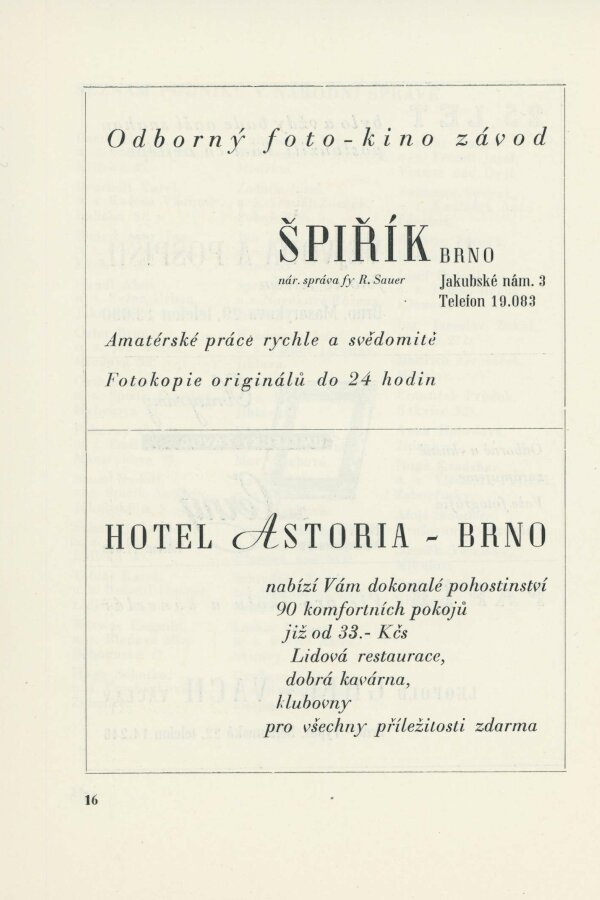 Odborný foto-kino závod
ŠPIŘÍK BRNO
nár. správa fy R. Sauer Jakubské nám. 3
Telefon 19.083
Amatérské práce rychle a svědomitě
Fotokopie originálů do 24 hodin
HOTEL ASTORIA - BRNO
nabízí Vám dokonalé pohostinství
90 komfortních pokojů
již od 33.- Kčs
Lidová restaurace,
dobrá kavárna,
klubovny
pro všechny příležitosti zdarma
16